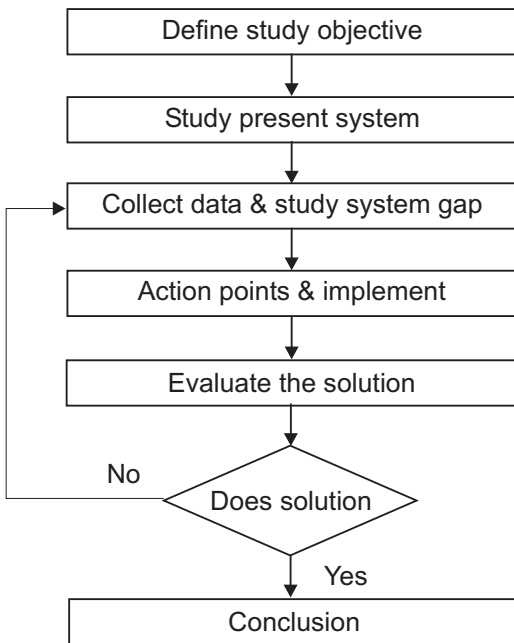 Define study objective
Study present system
Collect data & study system gap
Action points & implement
Evaluate the solution
Does solution
No
Yes
Conclusion